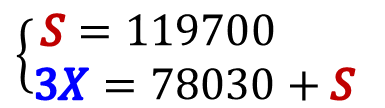 S = 119700
3X = 78030 + S